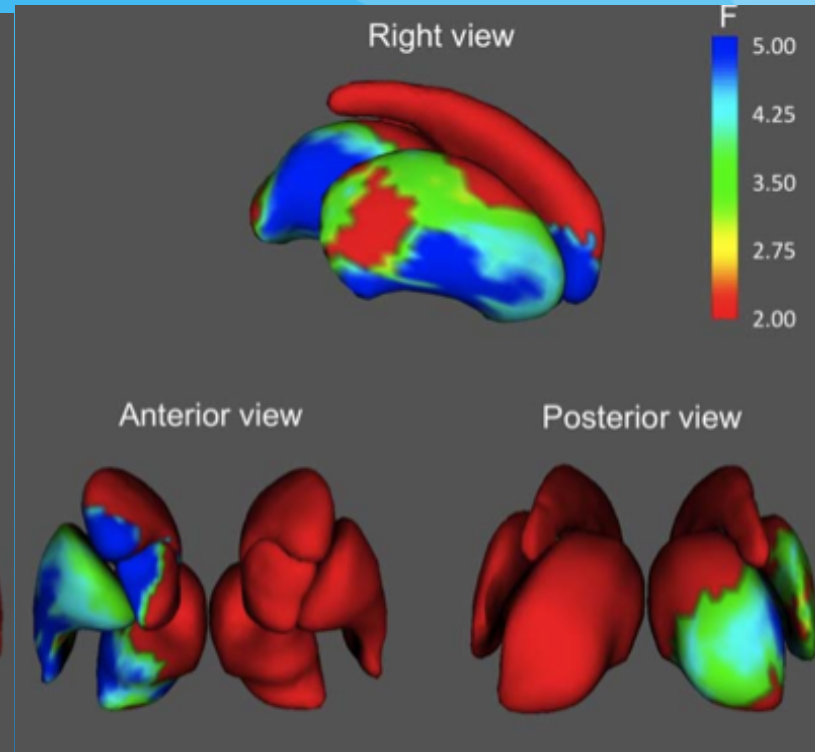 Right view
F
5.00
4.25
3.50
2.75
2.00
Anterior view
Posterior view